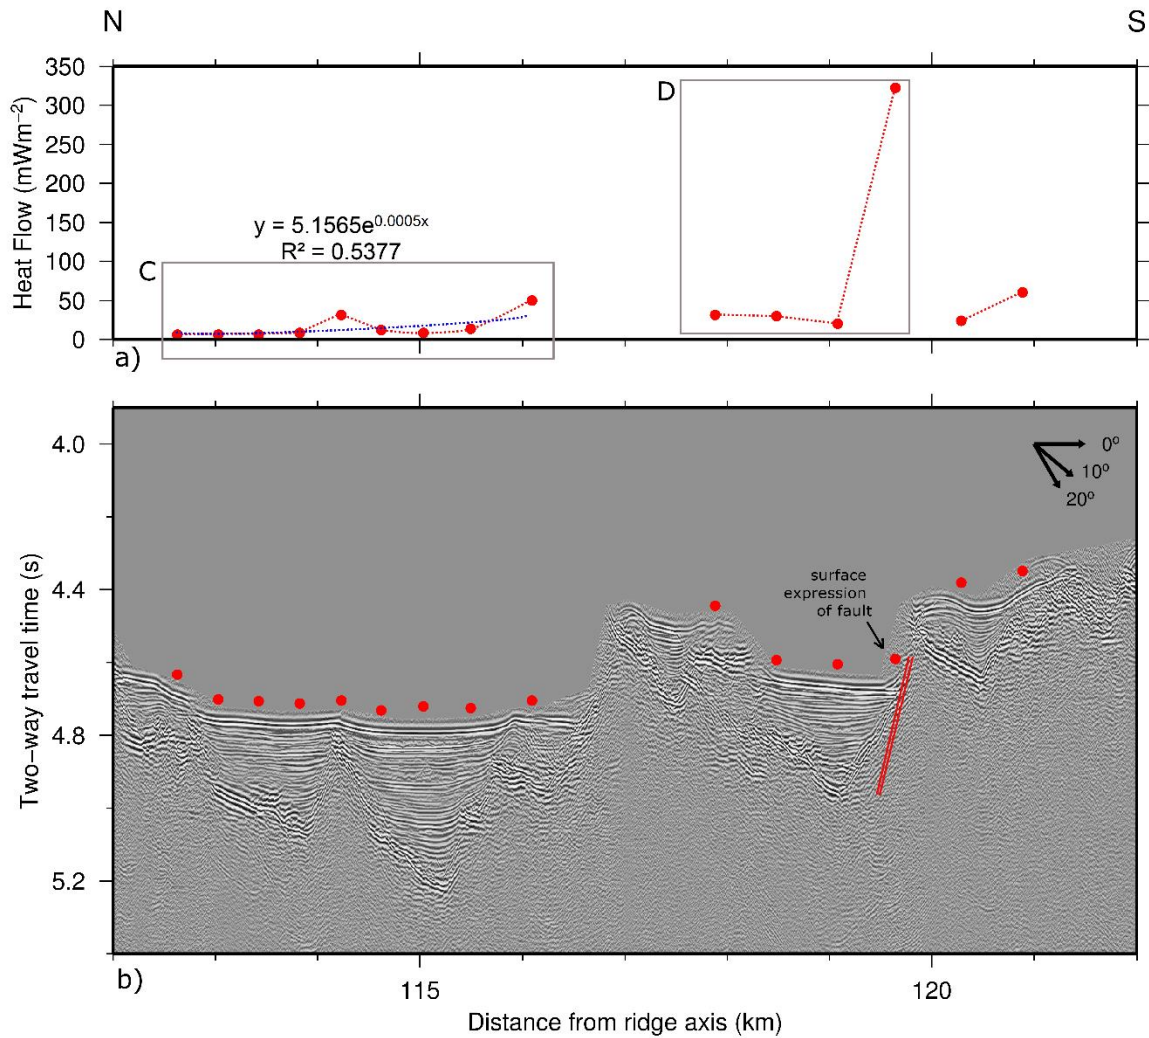 N
S
350
300
250
200
150
100
50
0
Heat Flow (mWm⁻²)
D
y = 5.1565e^0.0005x
R² = 0.5377
C
a)
4.0
4.4
4.8
5.2
Two-way travel time (s)
0°
10°
20°
surface
expression
of fault
b)
115
120
Distance from ridge axis (km)